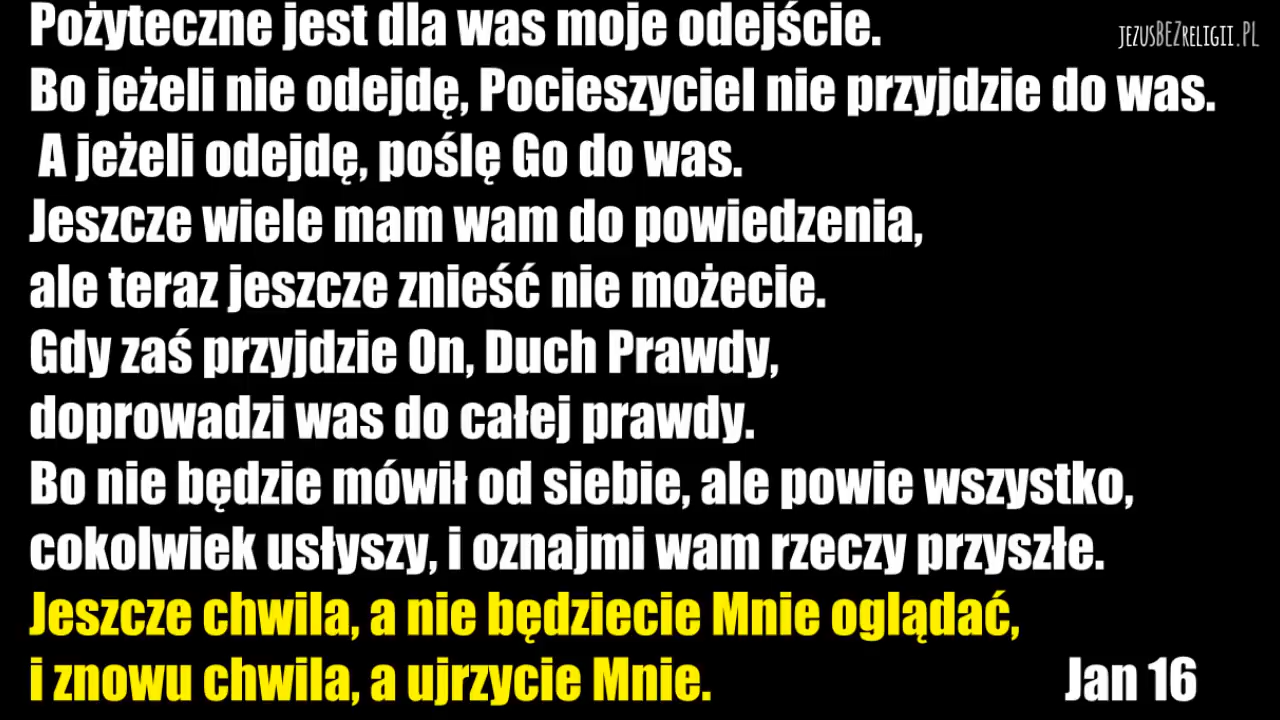 Pożyteczne jest dla was moje odejście.
jezusBEZreligii.PL
Bo jeżeli nie odejdę, Pocieszyciel nie przyjdzie do was.
A jeżeli odejdę, poślę Go do was.
Jeszcze wiele mam wam do powiedzenia,
ale teraz jeszcze znieść nie możecie.
Gdy zaś przyjdzie On, Duch Prawdy,
doprowadzi was do całej prawdy.
Bo nie będzie mówił od siebie, ale powie wszystko,
cokolwiek usłyszy, i oznajmi wam rzeczy przyszłe.
Jeszcze chwila, a nie będziecie Mnie oglądać,
i znowu chwila, a ujrzycie Mnie.
Jan 16